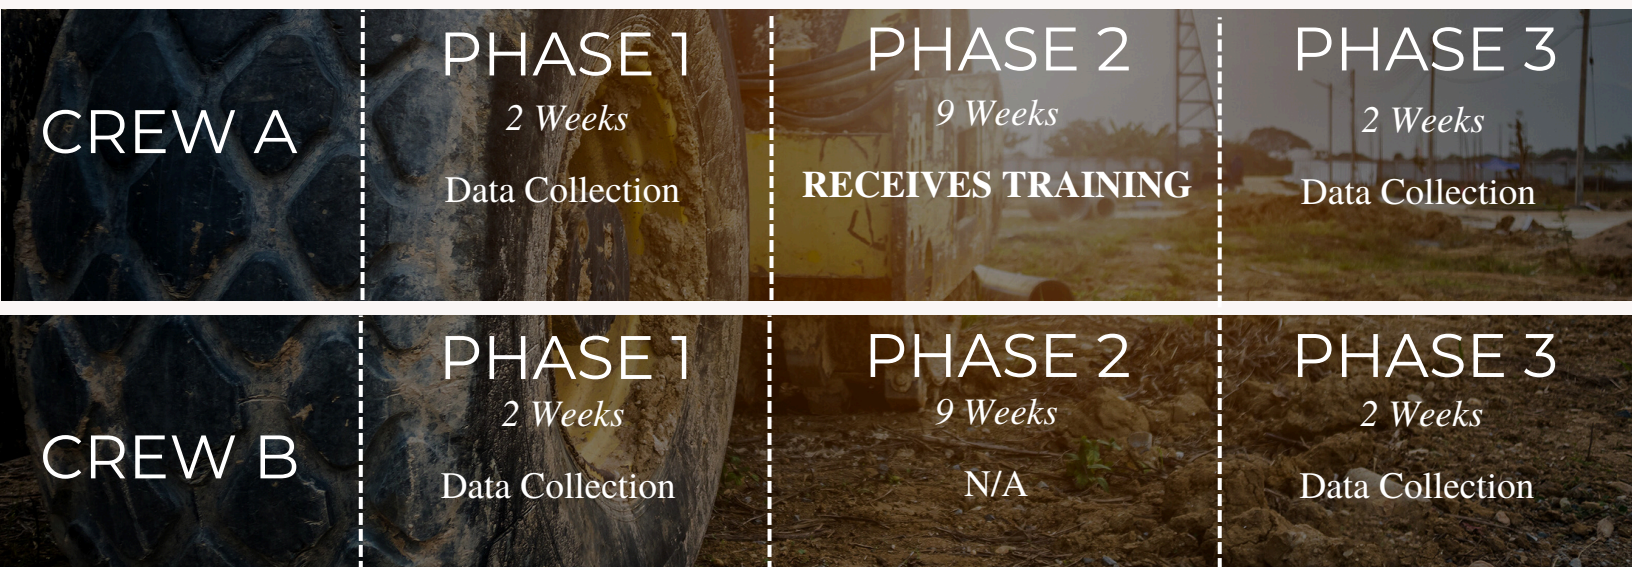 CREW A
PHASE 1
2 Weeks
Data Collection
PHASE 2
9 Weeks
RECEIVES TRAINING
PHASE 3
2 Weeks
Data Collection
CREW B
PHASE 1
2 Weeks
Data Collection
PHASE 2
9 Weeks
N/A
PHASE 3
2 Weeks
Data Collection